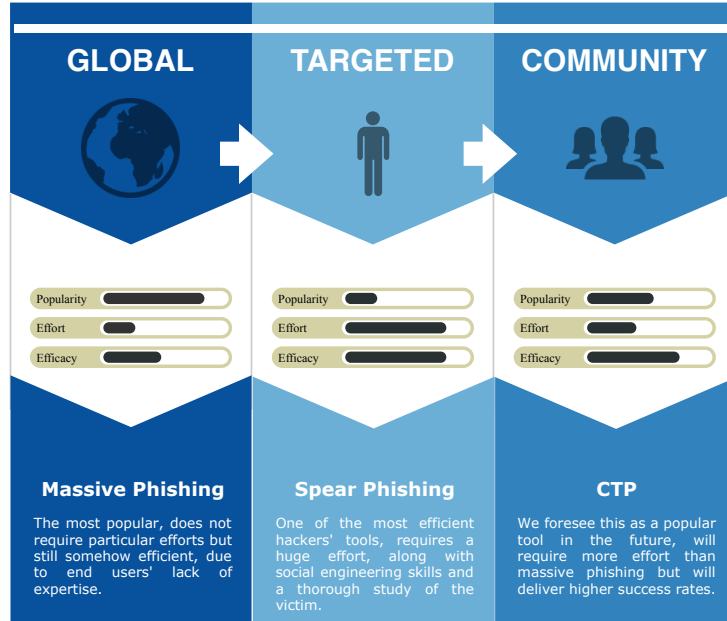 GLOBAL
TARGETED
COMMUNITY
Popularity
Effort
Efficacy
Popularity
Effort
Efficacy
Popularity
Effort
Efficacy
Massive Phishing
The most popular, does not
require particular efforts but
still somehow efficient, due
to end users' lack of
expertise.
Spear Phishing
One of the most efficient
hackers' tools, requires a
huge effort, along with
social engineering skills and
a thorough study of the
victim.
CTP
We foresee this as a popular
tool in the future, will
require more effort than
massive phishing but will
deliver higher success rates.